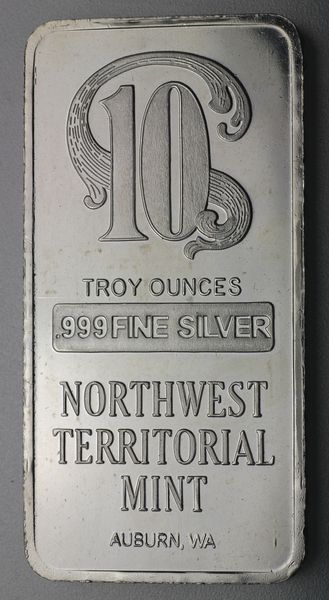 10
TROY OUNCES
.999 FINE SILVER
NORTHWEST
TERRITORIAL
MINT
AUBURN, WA